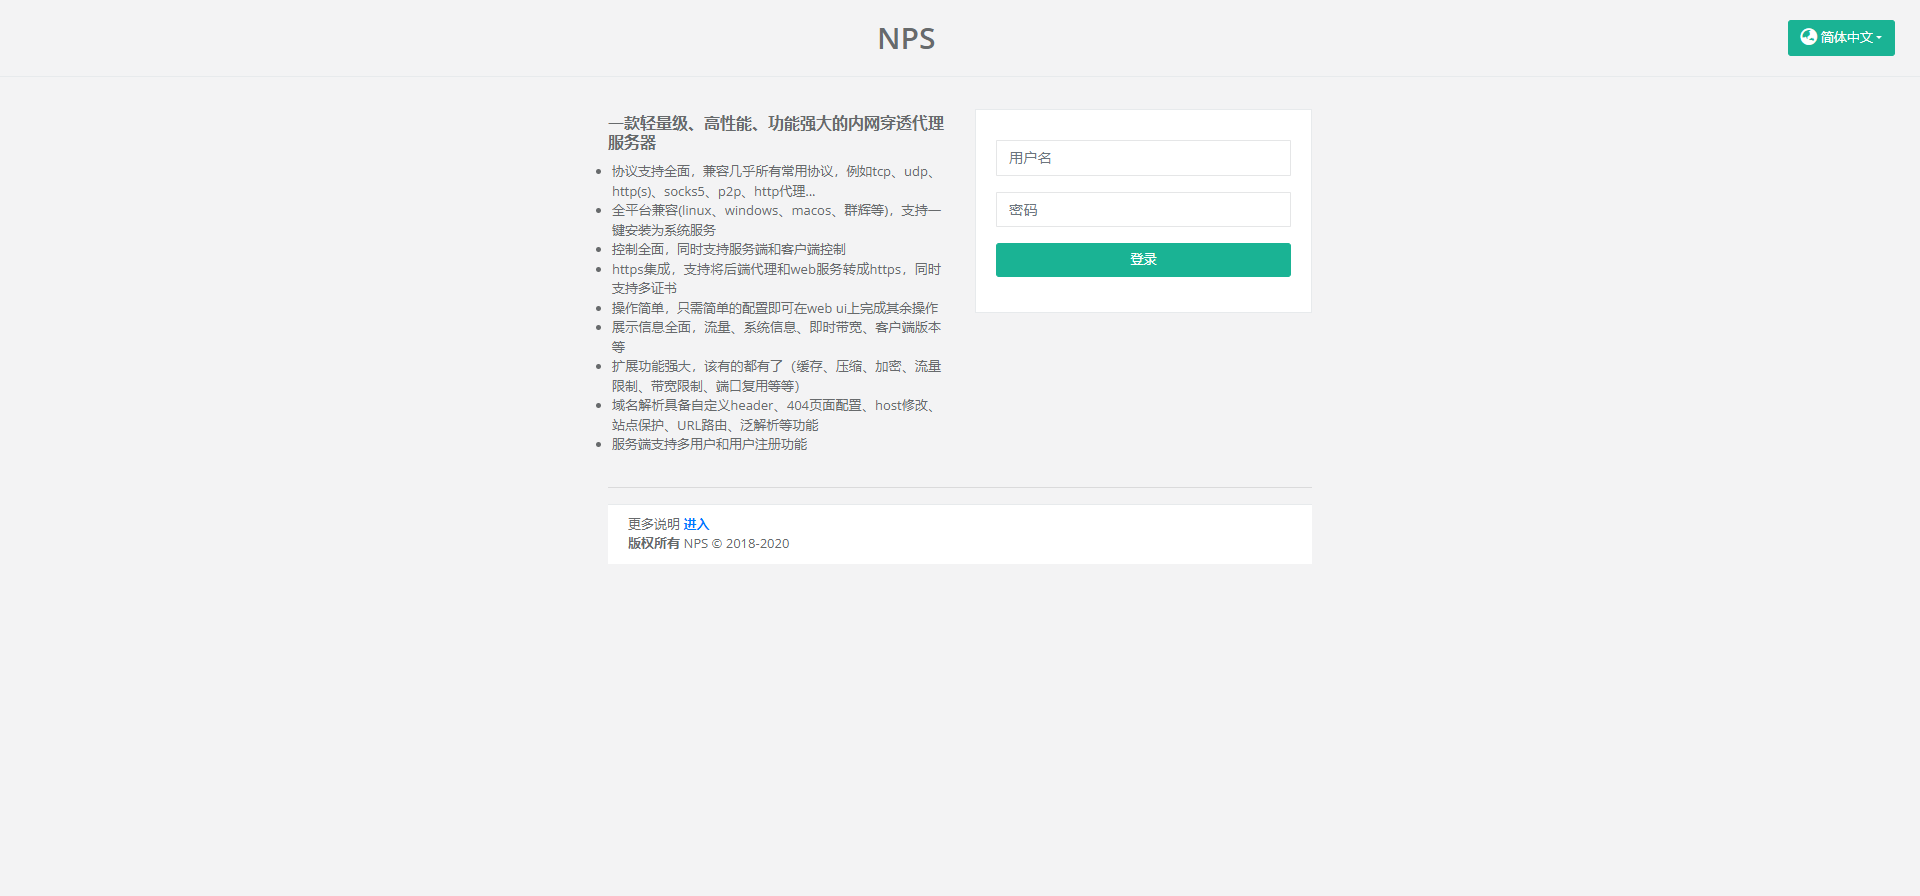 NPS
简体中文
一款轻量级、高性能、功能强大的内网穿透代理
服务器
协议支持全面，兼容几乎所有常用协议，例如tcp、udp、
http(s)、socks5、p2p、http代理...
全平台兼容(linux、windows、macos、群辉等)，支持一
键安装为系统服务
控制全面，同时支持服务端和客户端控制
https集成，支持将后端代理和web服务转成https，同时
支持多证书
操作简单，只需简单的配置即可在web ui上完成其余操作
展示信息全面，流量、系统信息、即时带宽、客户端版本
等
扩展功能强大，该有的都有了（缓存、压缩、加密、流量
限制、带宽限制、端口复用等等）
域名解析具备自定义header、404页面配置、host修改、
站点保护、URL路由、泛解析等功能
服务端支持多用户和用户注册功能
用户名
密码
登录
更多说明 进入
版权所有 NPS © 2018-2020